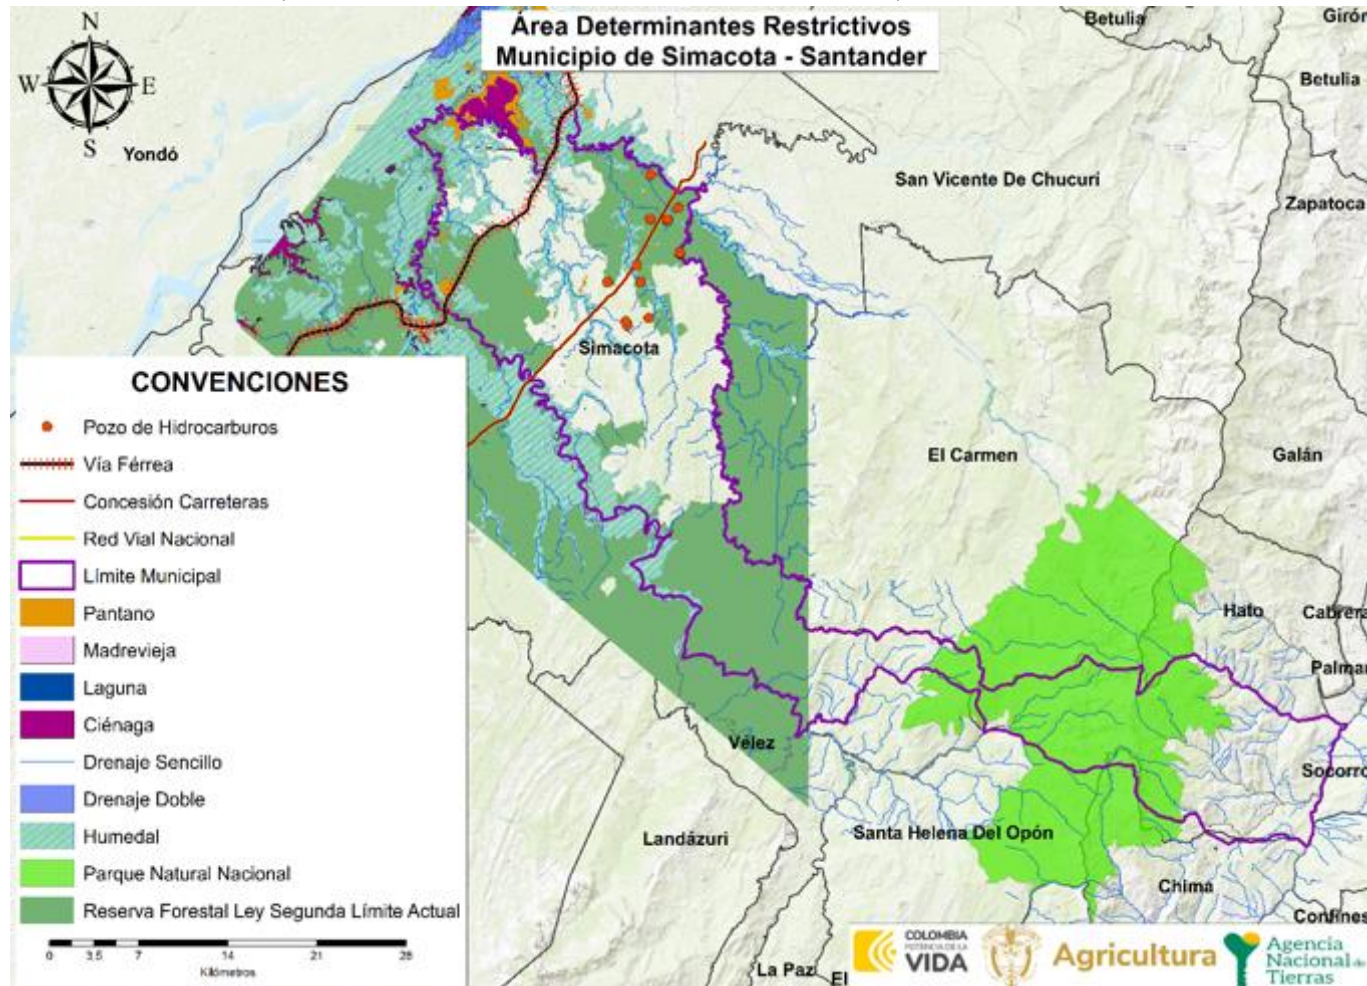 Área Determinantes Restrictivos
Municipio de Simacota - Santander
N
W
E
S
Yondó
Betulia
Girón
Betulia
San Vicente De Chucurí
Zapatoca
Simacota
El Carmen
Galán
Hato
Cabrera
Palmar
Vélez
Socorro
Landázuri
Santa Helena Del Opón
Chima
Confines
La Paz
El
CONVENCIONES
Pozo de Hidrocarburos
Vía Férrea
Concesión Carreteras
Red Vial Nacional
Límite Municipal
Pantano
Madrevieja
Laguna
Ciénaga
Drenaje Sencillo
Drenaje Doble
Humedal
Parque Natural Nacional
Reserva Forestal Ley Segunda Límite Actual
0 3,5 7 14 21 28
Kilómetros
COLOMBIA
POTENCIA DE LA
VIDA
Agricultura
Agencia
Nacional de
Tierras